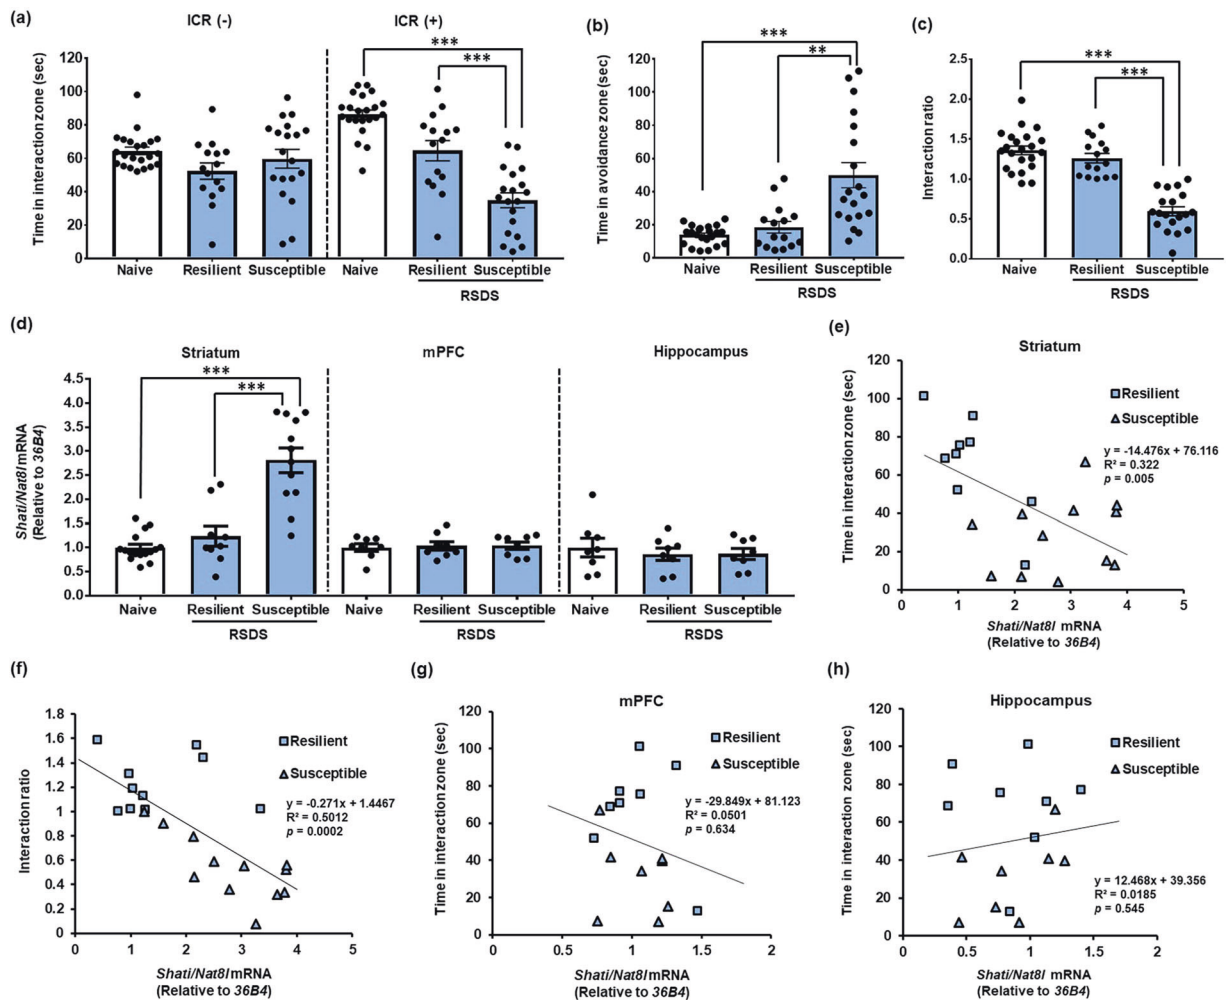 (a)
ICR (-)
ICR (+)
***
***
Time in interaction zone (sec)
120
100
80
60
40
20
0
Naive
Resilient
Susceptible
Naive
Resilient
Susceptible
RSDS
(b)
***
**
Time in avoidance zone (sec)
120
100
80
60
40
20
0
Naive
Resilient
Susceptible
RSDS
(c)
***
***
Interaction ratio
2.5
2.0
1.5
1.0
0.5
0.0
Naive
Resilient
Susceptible
RSDS
(d)
Striatum
mPFC
Hippocampus
***
***
Shati/Nat8l mRNA
(Relative to 36B4)
4.5
4.0
3.5
3.0
2.5
2.0
1.5
1.0
0.5
0.0
Naive
Resilient
Susceptible
RSDS
Naive
Resilient
Susceptible
RSDS
Naive
Resilient
Susceptible
RSDS
(e)
Striatum
Time in interaction zone (sec)
120
100
80
60
40
20
0
Resilient
Susceptible
y = -14.476x + 76.116
R² = 0.322
p = 0.005
0
1
2
3
4
5
Shati/Nat8l mRNA
(Relative to 36B4)
(f)
Interaction ratio
1.8
1.6
1.4
1.2
1
0.8
0.6
0.4
0.2
0
Resilient
Susceptible
y = -0.271x + 1.4467
R² = 0.5012
p = 0.0002
0
1
2
3
4
5
Shati/Nat8l mRNA
(Relative to 36B4)
(g)
mPFC
Time in interaction zone (sec)
120
100
80
60
40
20
0
Resilient
Susceptible
y = -29.849x + 81.123
R² = 0.0501
p = 0.634
0
0.5
1
1.5
2
Shati/Nat8l mRNA
(Relative to 36B4)
(h)
Hippocampus
Time in interaction zone (sec)
120
100
80
60
40
20
0
Resilient
Susceptible
y = 12.468x + 39.356
R² = 0.0185
p = 0.545
0
0.5
1
1.5
2
Shati/Nat8l mRNA
(Relative to 36B4)